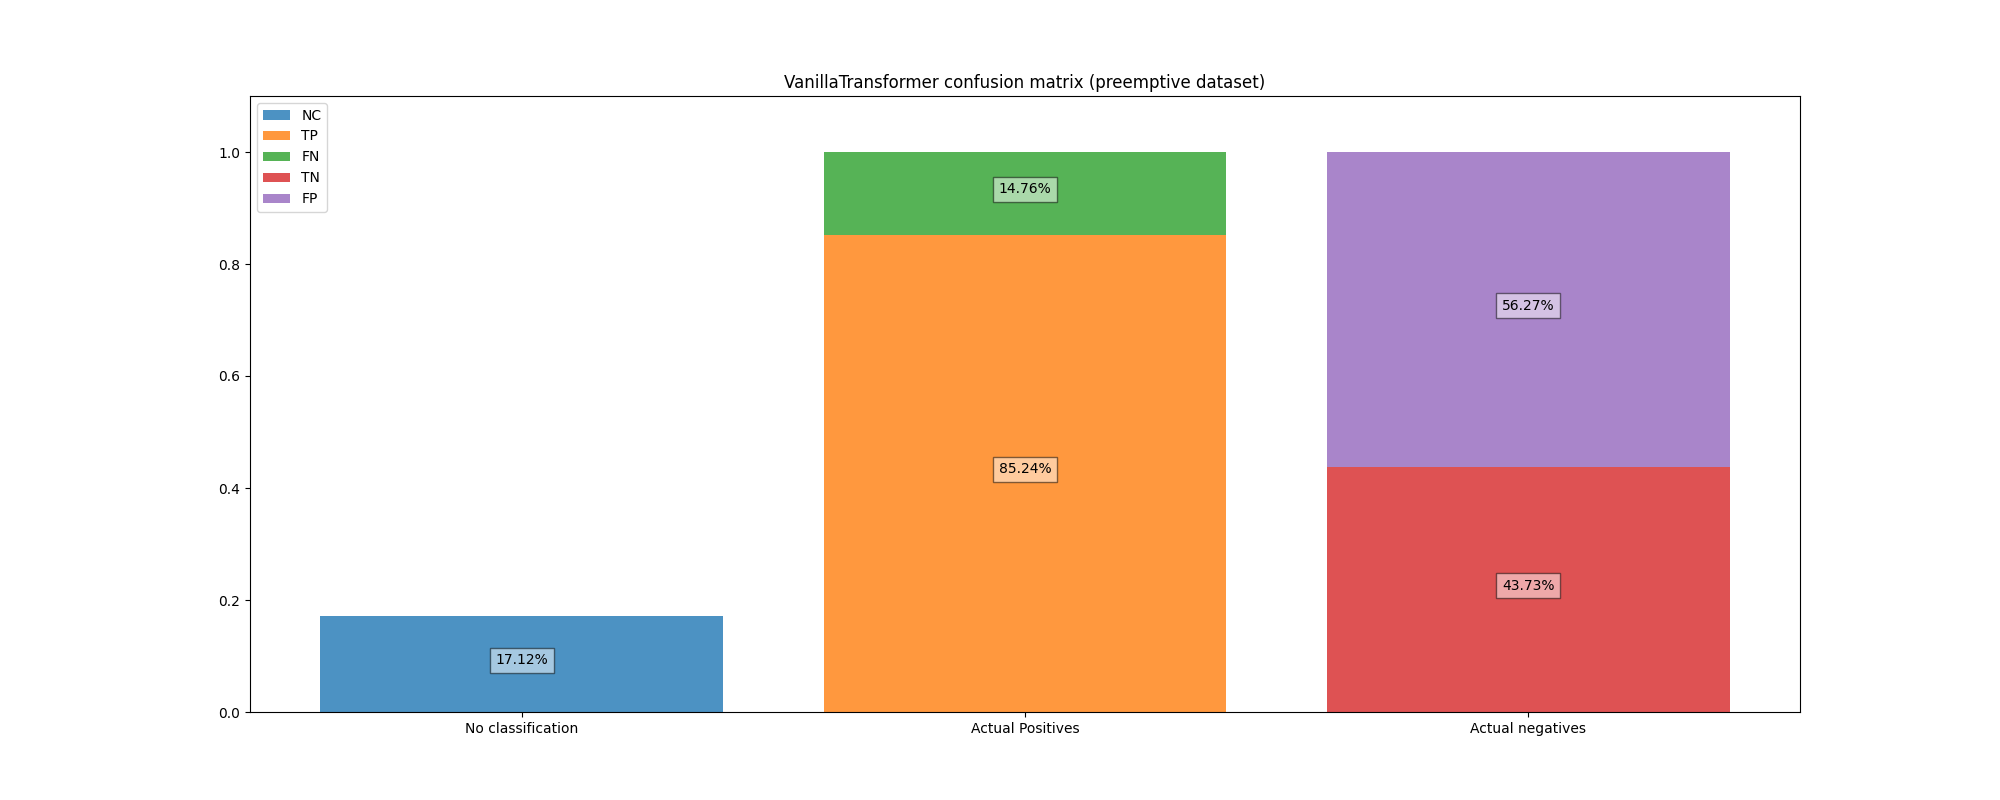 VanillaTransformer confusion matrix (preemptive dataset)
NC
TP
FN
TN
FP
1.0
0.8
0.6
0.4
0.2
0.0
14.76%
56.27%
85.24%
43.73%
17.12%
No classification
Actual Positives
Actual negatives